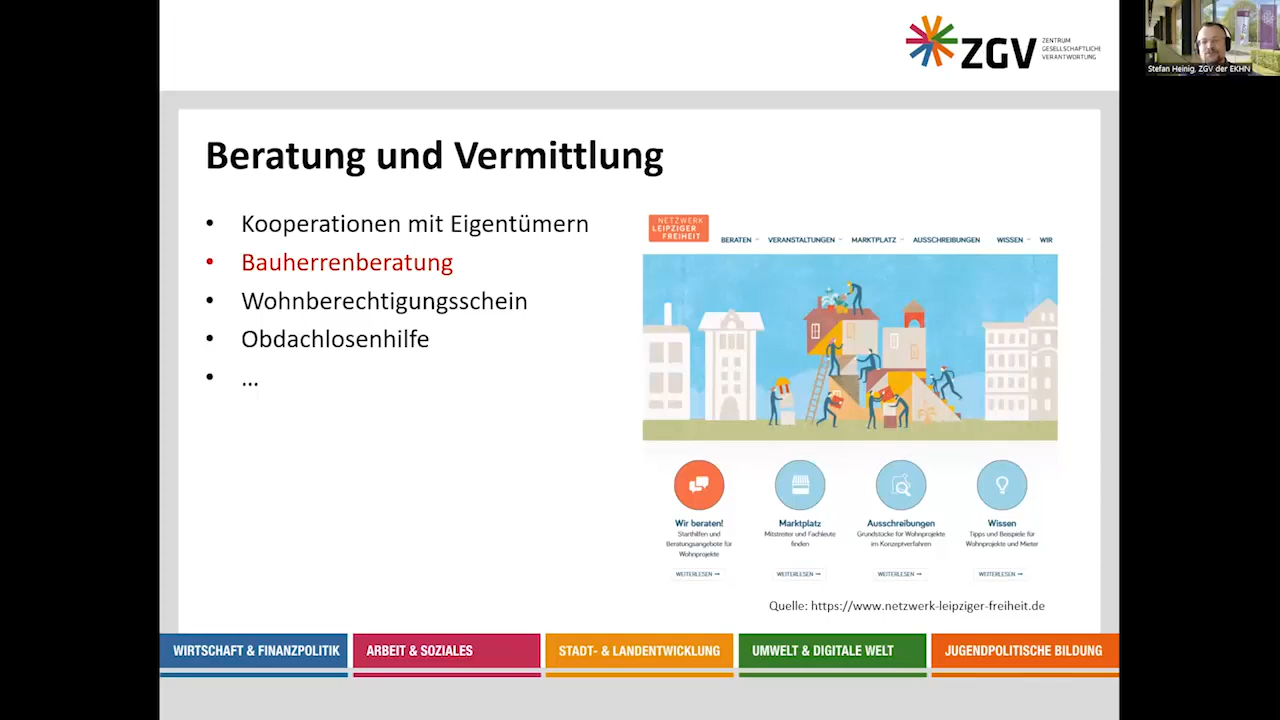 ZGV
ZENTRUM
GESELLSCHAFTLICHE
VERANTWORTUNG
Stefan Heinig, ZGV der EKHN
Beratung und Vermittlung
• Kooperationen mit Eigentümern
• Bauherrenberatung
• Wohnberechtigungsschein
• Obdachlosenhilfe
• ...
NETZWERK
LEIPZIGER
FREIHEIT
BERATEN VERANSTALTUNGEN MARKTPLATZ AUSSCHREIBUNGEN WISSEN WIR
Wir beraten!
Starthilfen und
Beratungsangebote für
Wohnprojekte
WEITERLESEN →
Marktplatz
Mitstreiter und Fachleute
finden
WEITERLESEN →
Ausschreibungen
Grundstücke für Wohnprojekte
im Konzeptverfahren
WEITERLESEN →
Wissen
Tipps und Beispiele für
Wohnprojekte und Mieter
WEITERLESEN →
Quelle: https://www.netzwerk-leipziger-freiheit.de
WIRTSCHAFT & FINANZPOLITIK
ARBEIT & SOZIALES
STADT- & LANDENTWICKLUNG
UMWELT & DIGITALE WELT
JUGENDPOLITISCHE BILDUNG